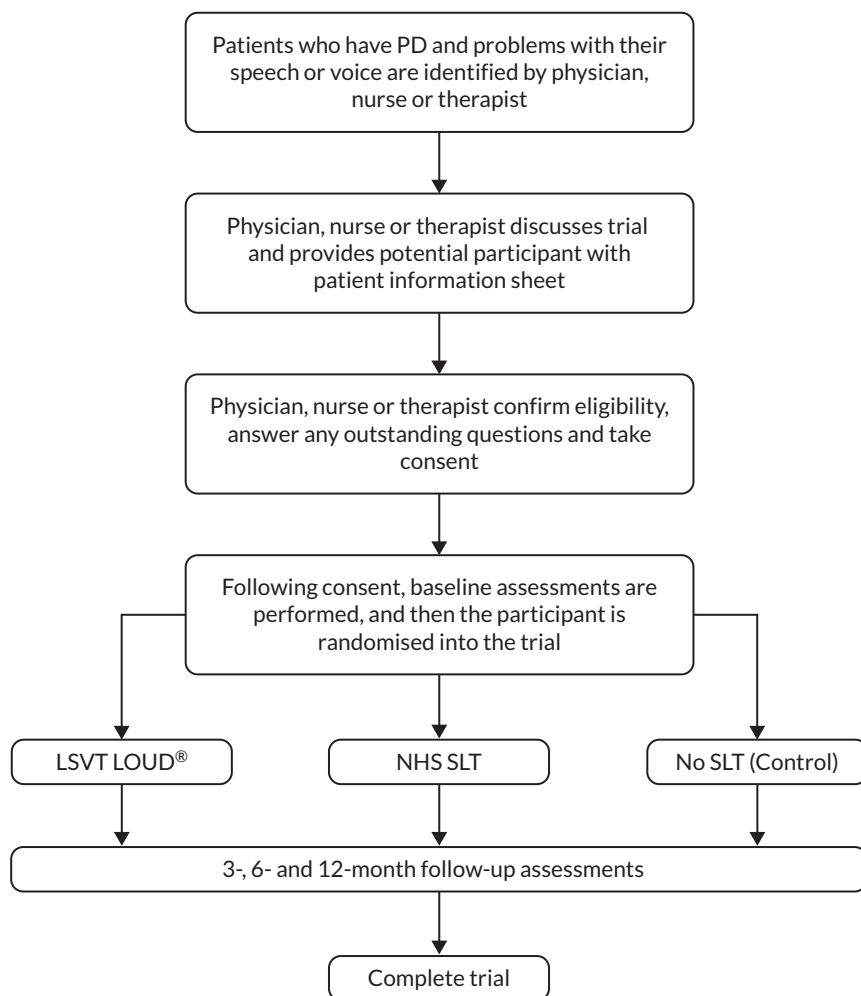 Patients who have PD and problems with their
speech or voice are identified by physician,
nurse or therapist
Physician, nurse or therapist discusses trial
and provides potential participant with
patient information sheet
Physician, nurse or therapist confirm eligibility,
answer any outstanding questions and take
consent
Following consent, baseline assessments are
performed, and then the participant is
randomised into the trial
LSVT LOUD®
NHS SLT
No SLT (Control)
3-, 6- and 12-month follow-up assessments
Complete trial